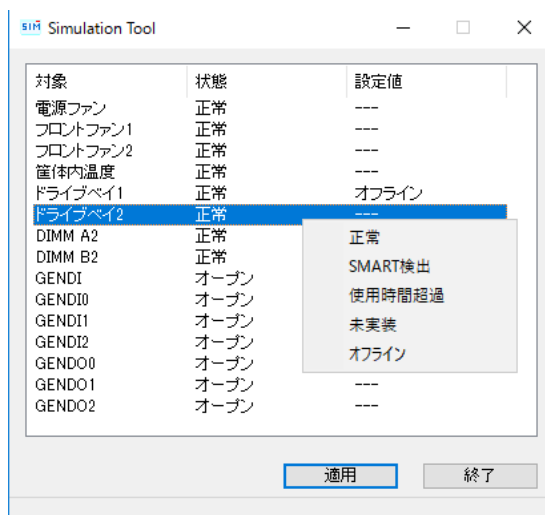 SIM Simulation Tool
対象 状態 設定値
電源ファン 正常 ---
フロントファン1 正常 ---
フロントファン2 正常 ---
筐体内温度 正常 ---
ドライブベイ1 正常 オフライン
ドライブベイ2 正常 ---
DIMM A2 正常
DIMM B2 正常
GENDI オープン
GENDI0 オープン
GENDI1 オープン
GENDI2 オープン
GENDO0 オープン
GENDO1 オープン ---
GENDO2 オープン ---
正常
SMART検出
使用時間超過
未実装
オフライン
適用 終了